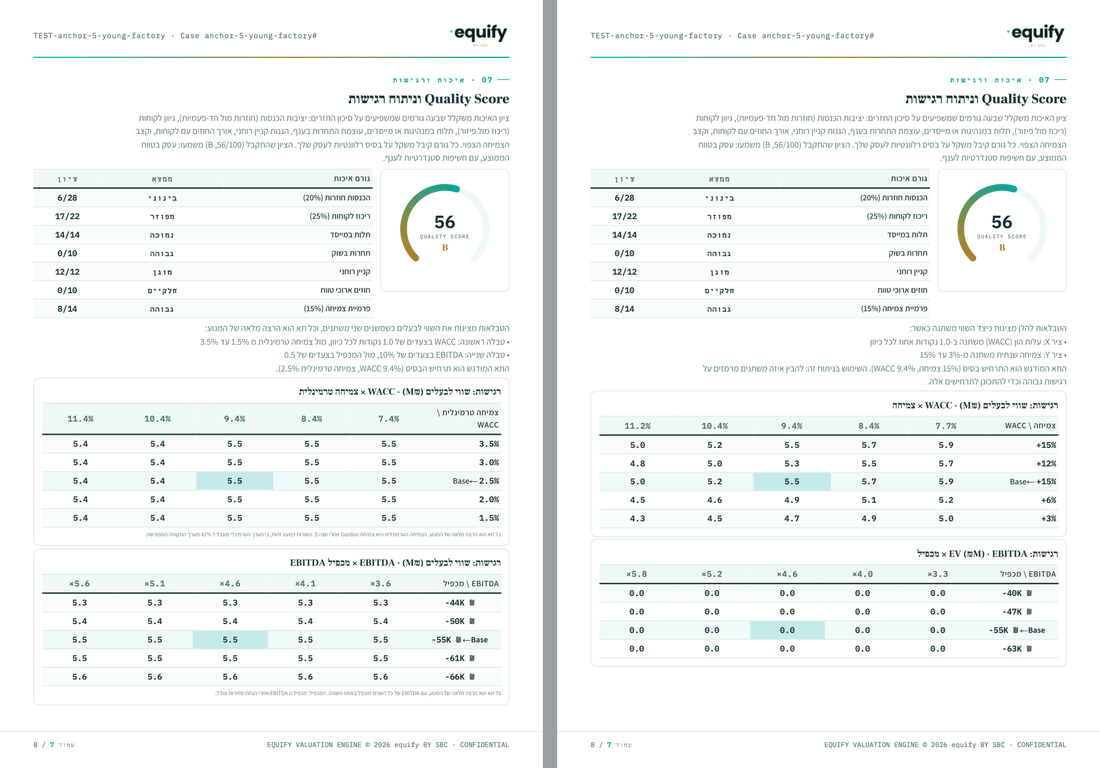 TEST-anchor-5-young-factory · Case anchor-5-young-factory#
equify
BY SBC
07 · איכות ורגישות
Quality Score וניתוח רגישות
ציון האיכות משקלל שבעה גורמים שמשפיעים על סיכון התזרים: יציבות הכנסות (חוזרות מול חד-פעמיות), גיוון לקוחות
(ריכוז מול פיזור), תלות במנהיגות או מייסדים, עוצמת התחרות בענף, הגנות קניין רוחני, אורך החוזים עם לקוחות, וקצב
הצמיחה הצפוי. כל גורם קיבל משקל על בסיס רלוונטיות לעסק שלך. הציון שהתקבל (56/100, B) משמעו: עסק בטווח
הממוצע, עם חשיפות סטנדרטיות לענף.
56
QUALITY SCORE
B
גורם איכות ממצא ציון
הכנסות חוזרות (20%) בינוני 6/28
ריכוז לקוחות (25%) מפוזר 17/22
תלות במייסד נמוכה 14/14
תחרות בשוק גבוהה 0/10
קניין רוחני מוגן 12/12
חוזים ארוכי טווח חלקיים 0/10
פרמיית צמיחה (15%) גבוהה 8/14
הטבלאות מציגות את השווי לבעלים כשמשנים שני משתנים, וכל תא הוא הרצה מלאה של המנוע:
• טבלה ראשונה: WACC בצעדים של 1.0 נקודות לכל כיוון, מול צמיחה טרמינלית מ 1.5% עד 3.5%
• טבלה שנייה: EBITDA בצעדים של 10%, מול המכפיל בצעדים של 0.5
התא המודגש הוא תרחיש הבסיס (WACC 9.4%, צמיחה טרמינלית 2.5%).
רגישות: שווי לבעלים (₪M) · WACC × צמיחה טרמינלית
צמיחה טרמינלית \ 7.4% 8.4% 9.4% 10.4% 11.4%
WACC
3.5% 5.5 5.5 5.5 5.4 5.4
3.0% 5.5 5.5 5.5 5.4 5.4
2.5% ←Base 5.5 5.5 5.5 5.4 5.4
2.0% 5.5 5.5 5.5 5.4 5.4
1.5% 5.5 5.5 5.5 5.4 5.4
כל תא הוא הרצה מלאה של המנוע. הצמיחה הטרמינלית היא צמיחת Gordon אחרי שנה 5. השורות כמעט זהות, כי הערך הטרמינלי מוגבל ל 42% מערך התקופה המפורשת.
רגישות: שווי לבעלים (₪M) · EBITDA × מכפיל EBITDA
EBITDA \ מכפיל ×3.6 ×4.1 ×4.6 ×5.1 ×5.6
-44K ₪ 5.3 5.3 5.3 5.3 5.3
-50K ₪ 5.4 5.4 5.4 5.4 5.4
-55K ₪←Base 5.5 5.5 5.5 5.5 5.5
-61K ₪ 5.5 5.5 5.5 5.5 5.5
-66K ₪ 5.6 5.6 5.6 5.6 5.6
EQUIFY VALUATION ENGINE © 2026 equify BY SBC · CONFIDENTIAL
עמוד 7 / 8
TEST-anchor-5-young-factory · Case anchor-5-young-factory#
equify
BY SBC
07 · איכות ורגישות
Quality Score וניתוח רגישות
ציון האיכות משקלל שבעה גורמים שמשפיעים על סיכון התזרים: יציבות הכנסות (חוזרות מול חד-פעמיות), גיוון לקוחות
(ריכוז מול פיזור), תלות במנהיגות או מייסדים, עוצמת התחרות בענף, הגנות קניין רוחני, אורך החוזים עם לקוחות, וקצב
הצמיחה הצפוי. כל גורם קיבל משקל על בסיס רלוונטיות לעסק שלך. הציון שהתקבל (56/100, B) משמעו: עסק בטווח
הממוצע, עם חשיפות סטנדרטיות לענף.
56
QUALITY SCORE
B
גורם איכות ממצא ציון
הכנסות חוזרות (20%) בינוני 6/28
ריכוז לקוחות (25%) מפוזר 17/22
תלות במייסד נמוכה 14/14
תחרות בשוק גבוהה 0/10
קניין רוחני מוגן 12/12
חוזים ארוכי טווח חלקיים 0/10
פרמיית צמיחה (15%) גבוהה 8/14
הטבלאות להלן מציגות כיצד השווי משתנה כאשר:
• ציר X: עלות הון (WACC) משתנה ב-1.0 נקודות אחוז לכל כיוון
• ציר Y: צמיחה שנתית משתנה מ-3% עד 15%
התא המודגש הוא תרחיש בסיס (15% צמיחה, WACC 9.4%). השימוש בניתוח זה: להבין איזה משתנים מרמזים על
רגישות גבוהה וכדי להתכונן לתרחישים אלה.
רגישות: שווי לבעלים (₪M) · WACC × צמיחה
צמיחה \ WACC 7.7% 8.4% 9.4% 10.4% 11.2%
+15% 5.9 5.7 5.5 5.2 5.0
+12% 5.7 5.5 5.3 5.0 4.8
+15% ←Base 5.9 5.7 5.5 5.2 5.0
+6% 5.2 5.1 4.9 4.6 4.5
+3% 5.0 4.9 4.7 4.5 4.3
רגישות: EV (₪M) · EBITDA × מכפיל
EBITDA \ מכפיל ×3.3 ×4.0 ×4.6 ×5.2 ×5.8
-40K ₪ 0.0 0.0 0.0 0.0 0.0
-47K ₪ 0.0 0.0 0.0 0.0 0.0
-55K ₪←Base 0.0 0.0 0.0 0.0 0.0
-63K ₪ 0.0 0.0 0.0 0.0 0.0
EQUIFY VALUATION ENGINE © 2026 equify BY SBC · CONFIDENTIAL
עמוד 7 / 8